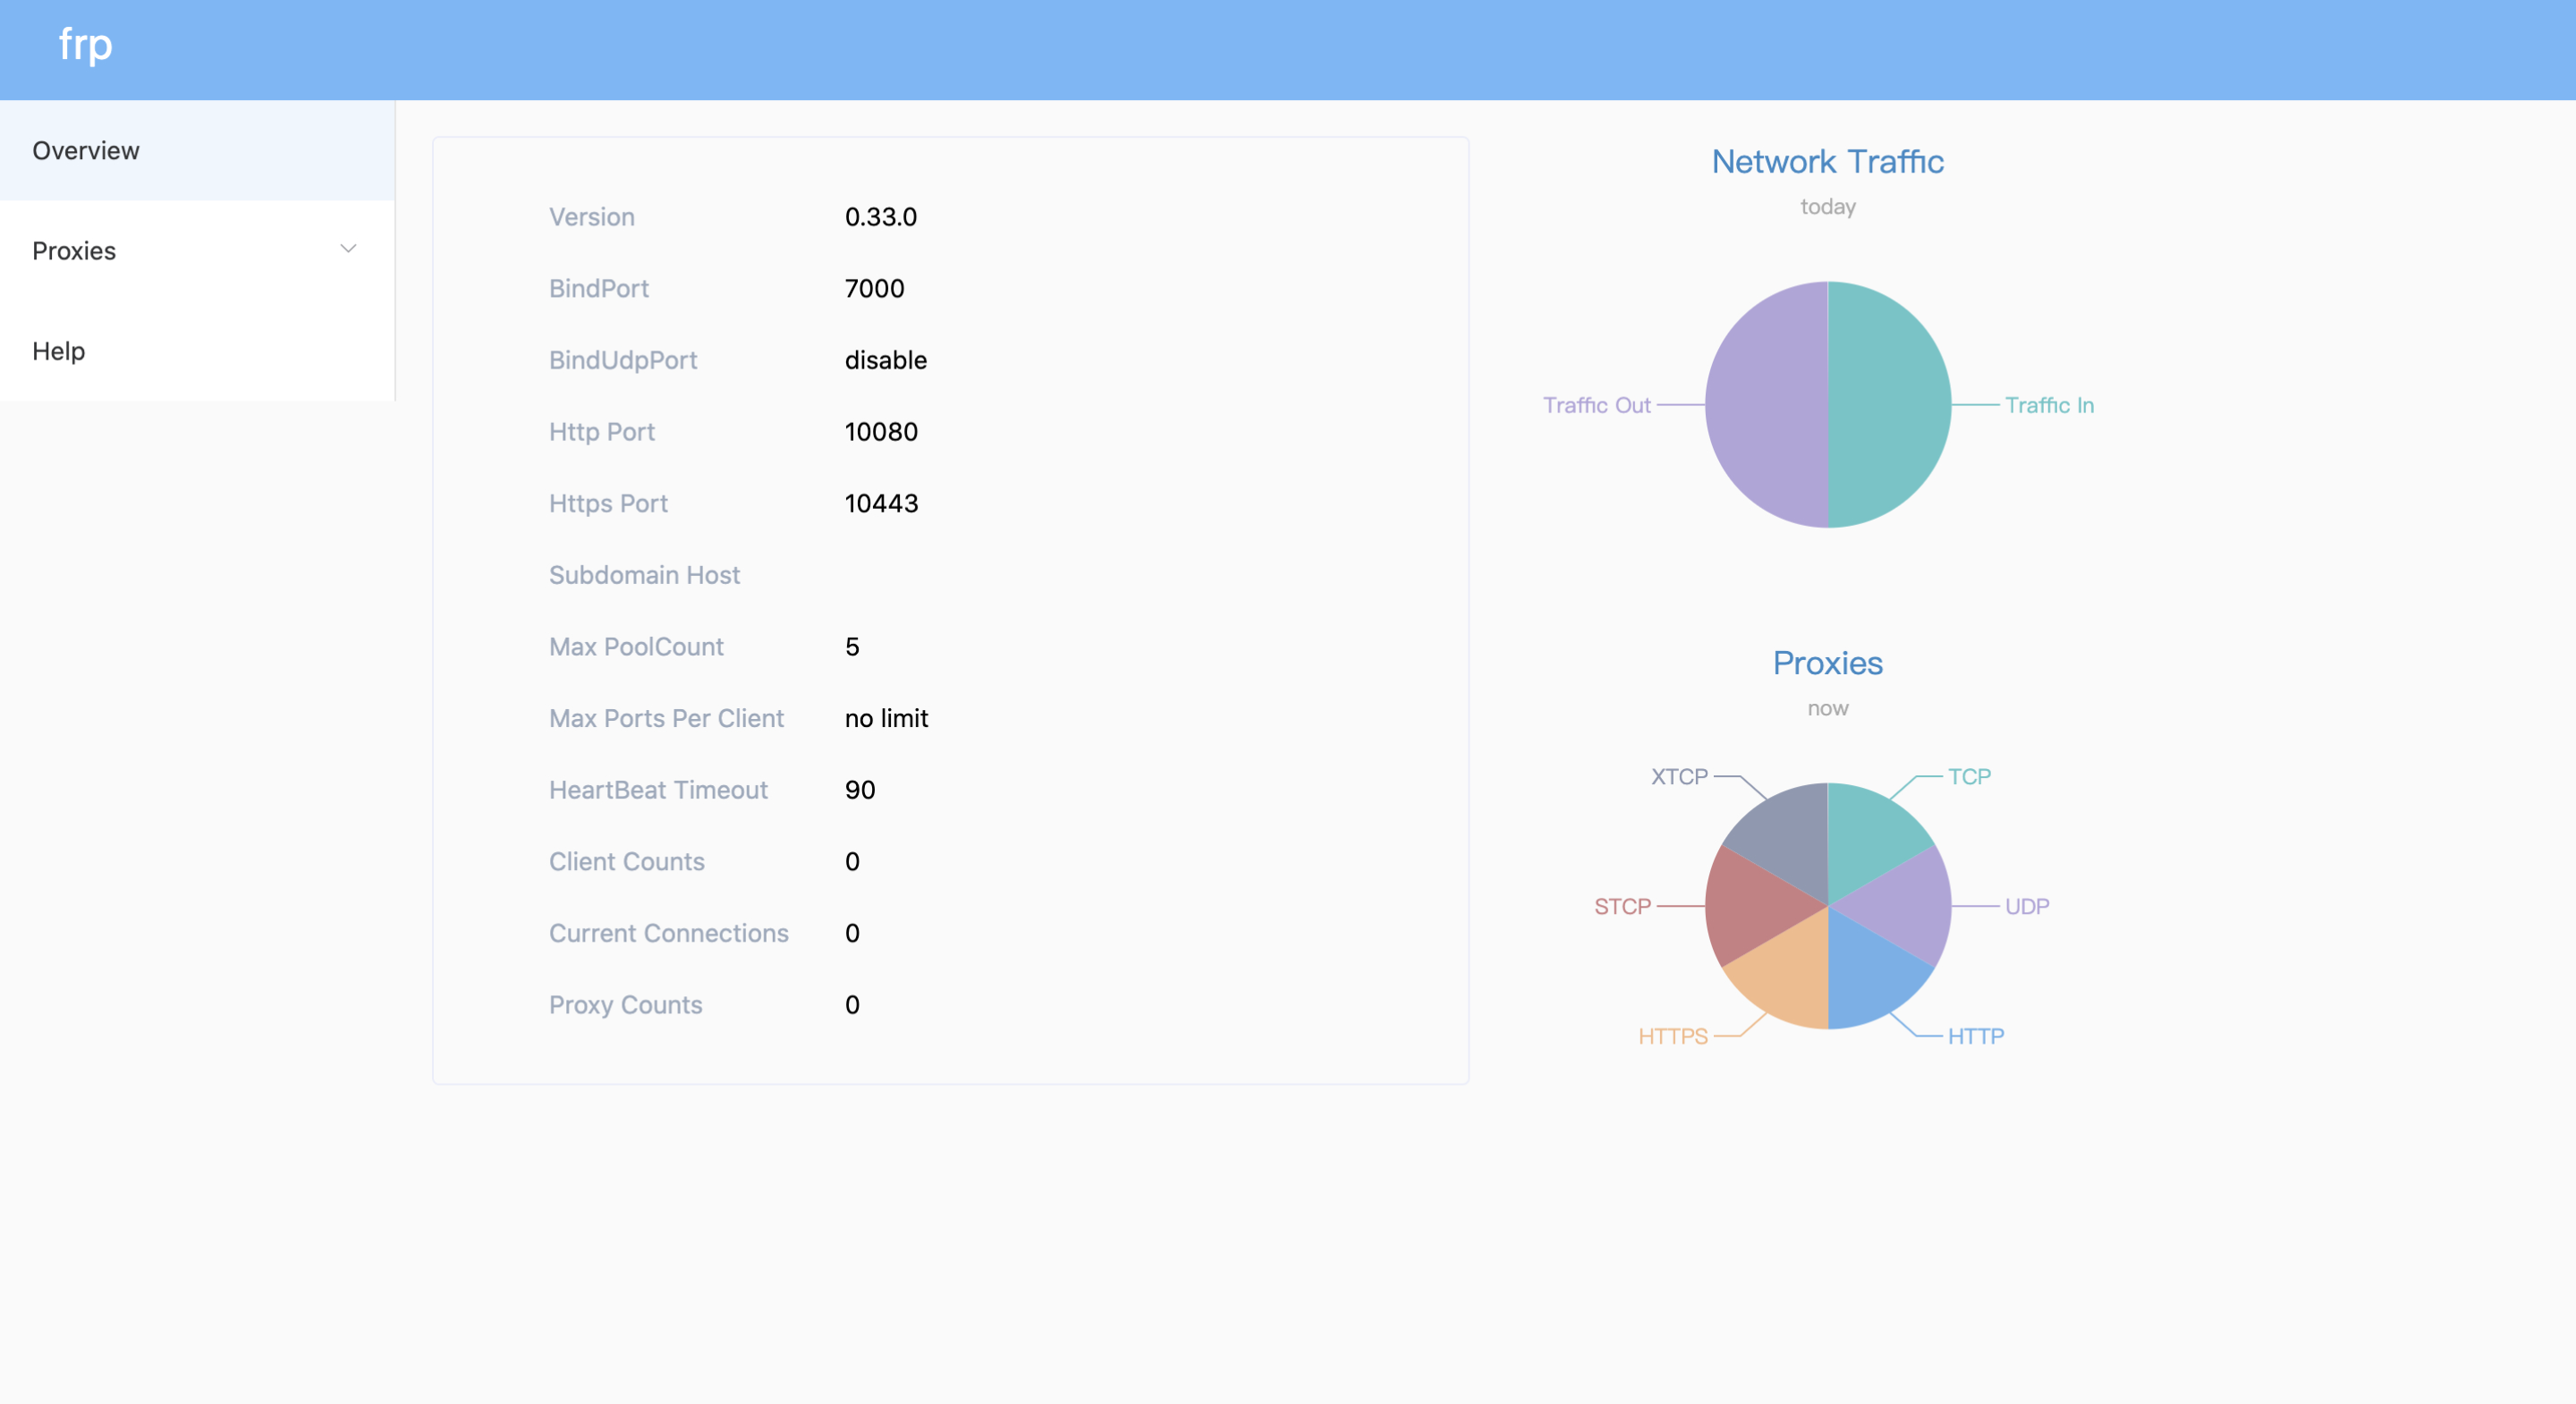 frp
Overview
Proxies
Help
Version 0.33.0
BindPort 7000
BindUdpPort disable
Http Port 10080
Https Port 10443
Subdomain Host
Max PoolCount 5
Max Ports Per Client no limit
HeartBeat Timeout 90
Client Counts 0
Current Connections 0
Proxy Counts 0
Network Traffic
today
Traffic Out Traffic In
Proxies
now
XTCP TCP
STCP UDP
HTTPS HTTP